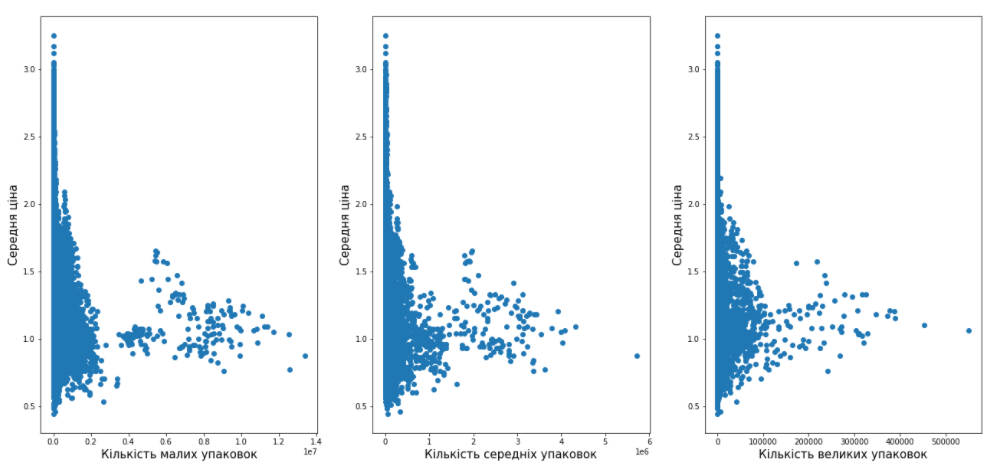 Середня ціна
3.0
2.5
2.0
1.5
1.0
0.5
0.0 0.2 0.4 0.6 0.8 1.0 1.2 1.4
1e7
Кількість малих упаковок
Середня ціна
3.0
2.5
2.0
1.5
1.0
0.5
0 1 2 3 4 5 6
1e6
Кількість середніх упаковок
Середня ціна
3.0
2.5
2.0
1.5
1.0
0.5
0 100000 200000 300000 400000 500000
Кількість великих упаковок